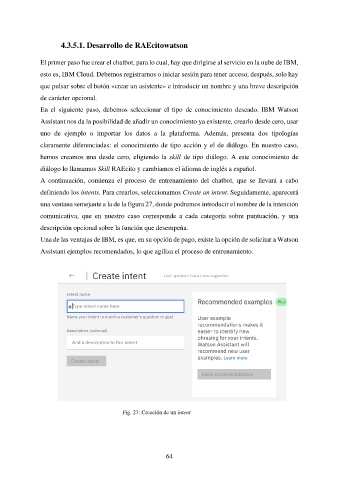 4.3.5.1. Desarrollo de RAEcitowatson
El primer paso fue crear el chatbot, para lo cual, hay que dirigirse al servicio en la nube de IBM,
esto es, IBM Cloud. Debemos registrarnos o iniciar sesión para tener acceso, después, solo hay
que pulsar sobre el botón «crear un asistente» e introducir un nombre y una breve descripción
de carácter opcional.
En el siguiente paso, debemos seleccionar el tipo de conocimiento deseado. IBM Watson
Assistant nos da la posibilidad de añadir un conocimiento ya existente, crearlo desde cero, usar
uno de ejemplo o importar los datos a la plataforma. Además, presenta dos tipologías
claramente diferenciadas: el conocimiento de tipo acción y el de diálogo. En nuestro caso,
hemos creamos una desde cero, eligiendo la skill de tipo diálogo. A este conocimiento de
diálogo lo llamamos Skill RAEcito y cambiamos el idioma de inglés a español.
A continuación, comienza el proceso de entrenamiento del chatbot, que se llevará a cabo
definiendo los intents. Para crearlos, seleccionamos Create an intent. Seguidamente, aparecerá
una ventana semejante a la de la figura 27, donde podremos introducir el nombre de la intención
comunicativa, que en nuestro caso corresponde a cada categoría sobre puntuación, y una
descripción opcional sobre la función que desempeña.
Una de las ventajas de IBM, es que, en su opción de pago, existe la opción de solicitar a Watson
Assistant ejemplos recomendados, lo que agiliza el proceso de entrenamiento.
← | Create intent
Last updated: have new upgrades
Intent name
#Type intent name here
Name your intent to match a customer's question or goal
Description (optional)
Add a description to this intent
Create intent
Recommended examples Plus
User example
recommendations makes it
easier to identify new
phrasing for your intents.
Watson Assistant will
recommend new user
examples. Learn more
Show recommendations
Fig. 27: Creación de un intent
64